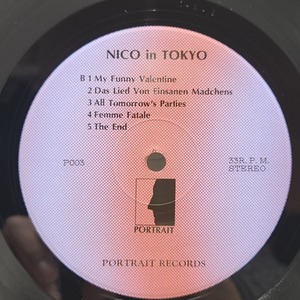 NICO in TOKYO
B 1 My Funny Valentine
2 Das Lied Von Einsanen Madchens
3 All Tomorrow's Parties
4 Femme Fatale
5 The End
P003
33R. P. M.
STEREO
PORTRAIT
PORTRAIT RECORDS